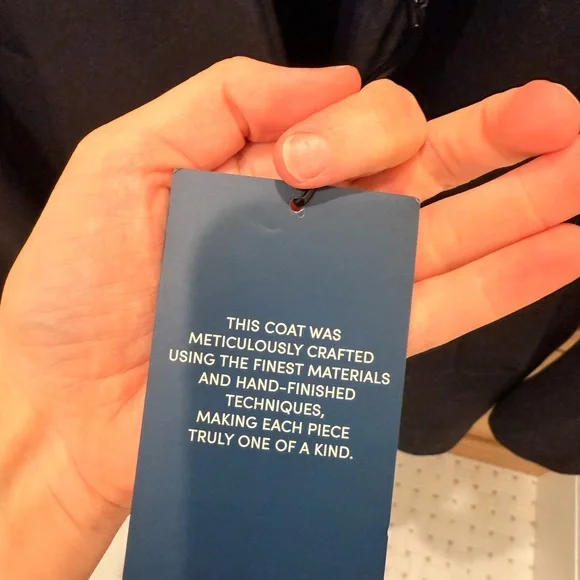 THIS COAT WAS
METICULOUSLY CRAFTED
USING THE FINEST MATERIALS
AND HAND-FINISHED
TECHNIQUES,
MAKING EACH PIECE
TRULY ONE OF A KIND.